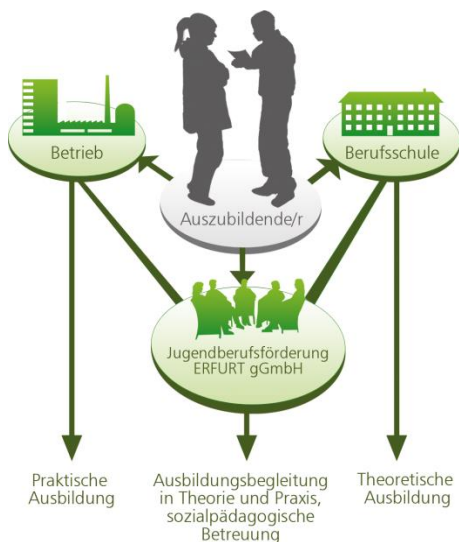 Betrieb
Berufsschule
Auszubildende/r
Jugendberufsförderung
ERFURT gGmbH
Praktische
Ausbildung
Ausbildungsbegleitung
in Theorie und Praxis,
sozialpädagogische
Betreuung
Theoretische
Ausbildung